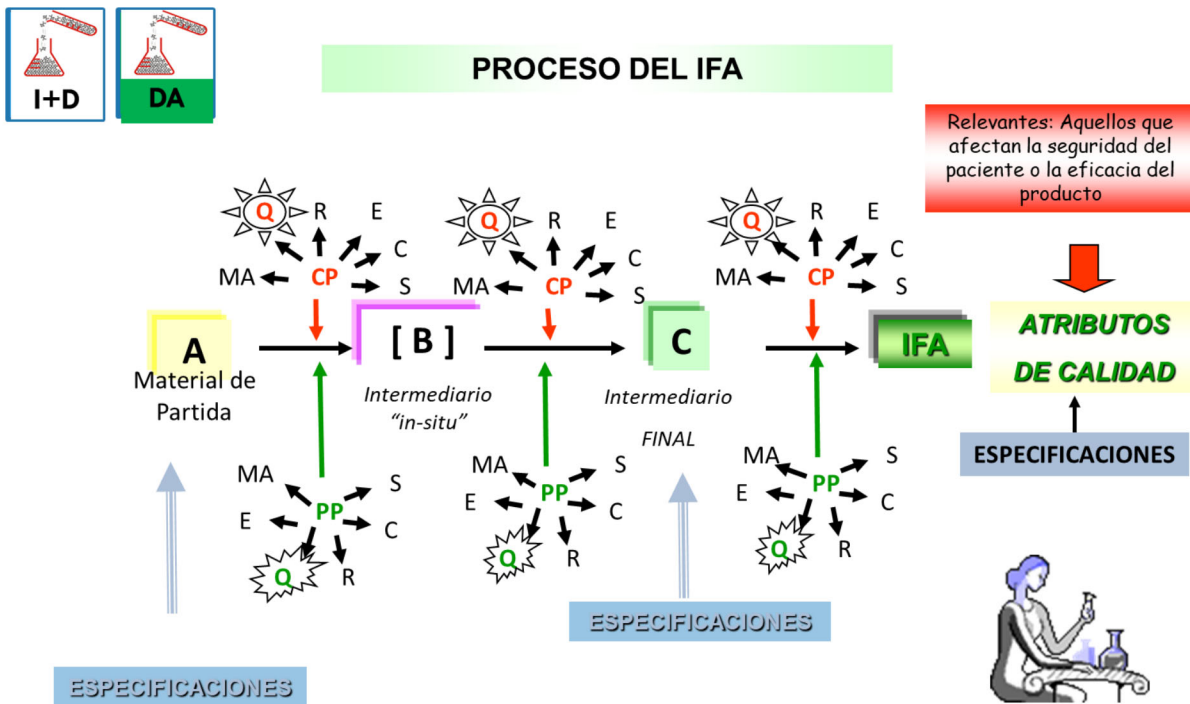 I+D
DA
PROCESO DEL IFA
Relevantes: Aquellos que
afectan la seguridad del
paciente o la eficacia del
producto
Q
R
E
C
S
MA
CP
Q
R
E
C
S
MA
CP
Q
R
E
C
S
MA
CP
A
Material de
Partida
[ B ]
Intermediario
“in-situ”
C
Intermediario
FINAL
IFA
ATRIBUTOS
DE CALIDAD
ESPECIFICACIONES
MA
S
E
PP
C
Q
R
MA
S
E
PP
C
Q
R
MA
S
E
PP
C
Q
R
ESPECIFICACIONES
ESPECIFICACIONES